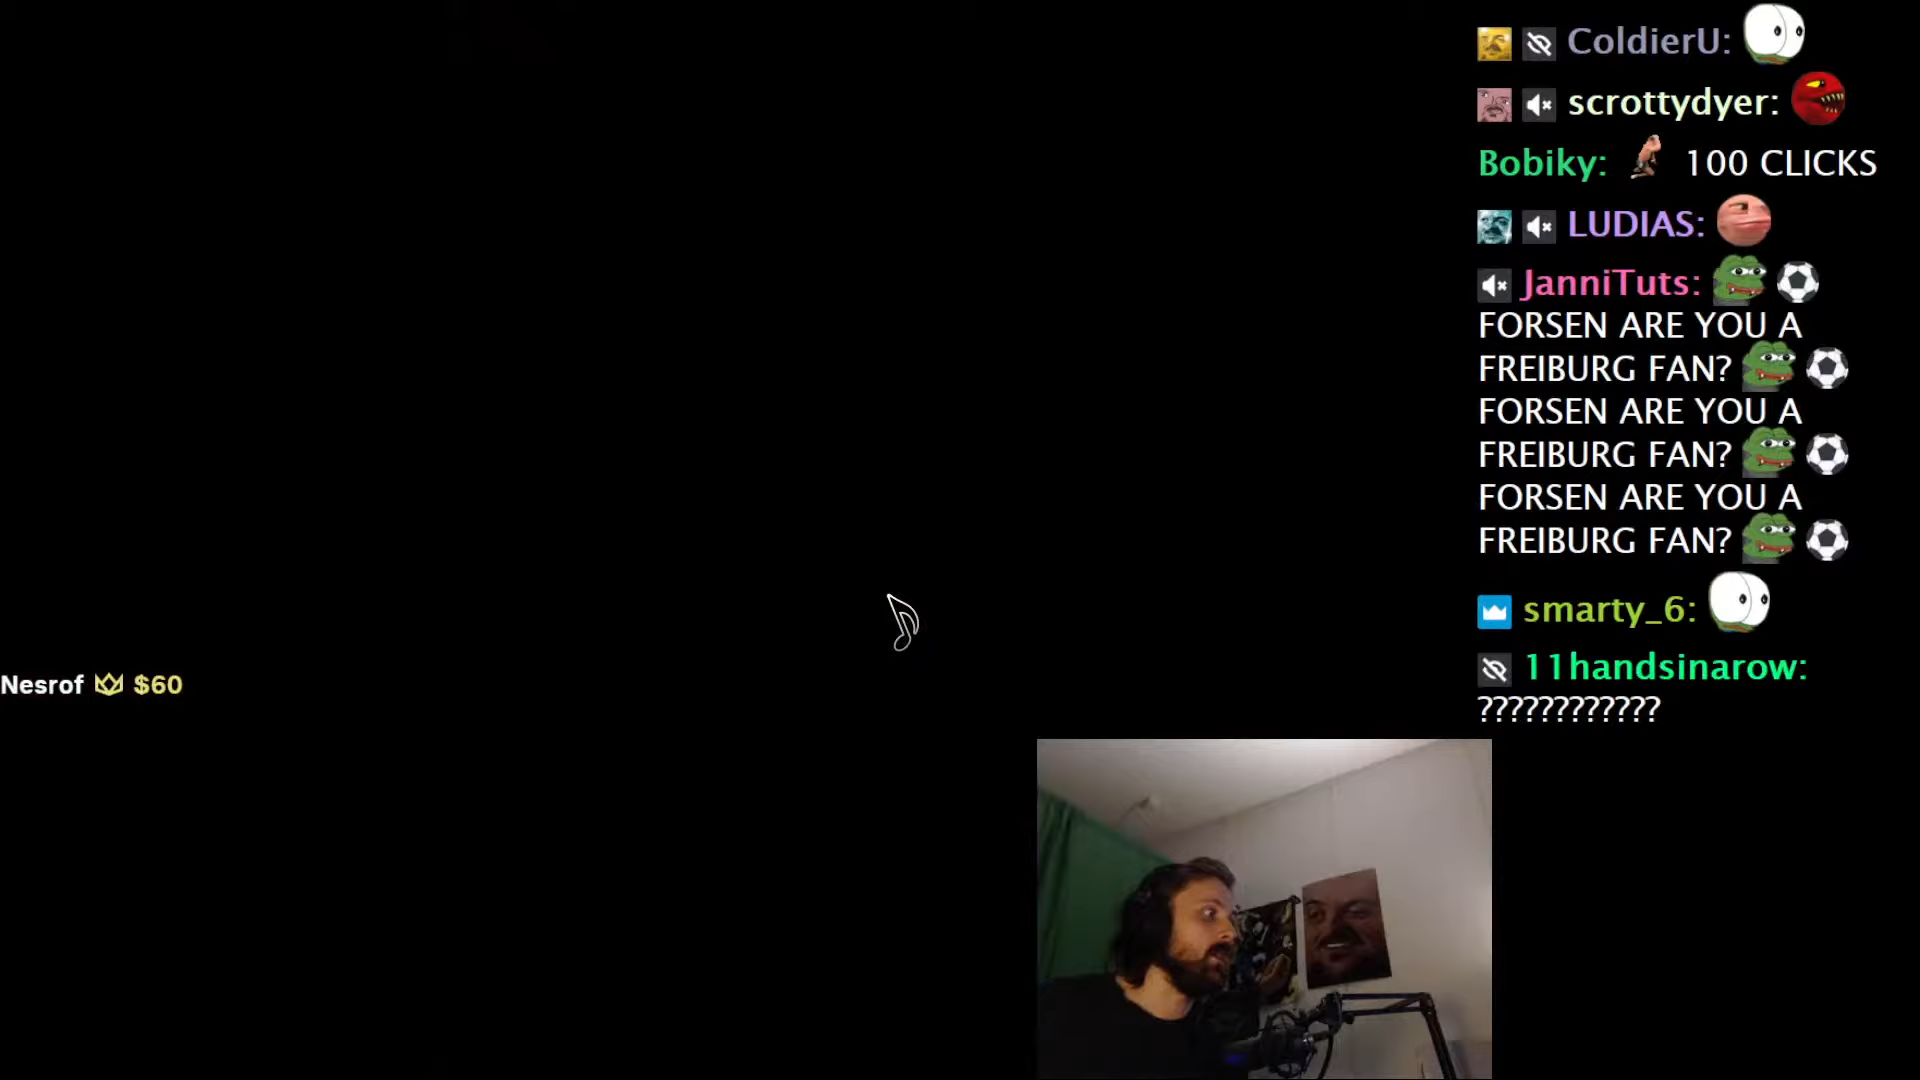 ColdierU:
scrottydyer:
Bobiky: 100 CLICKS
LUDIAS:
JanniTuts:
FORSEN ARE YOU A
FREIBURG FAN?
FORSEN ARE YOU A
FREIBURG FAN?
FORSEN ARE YOU A
FREIBURG FAN?
smarty_6:
11handsinarow:
????????????
Nesrof $60